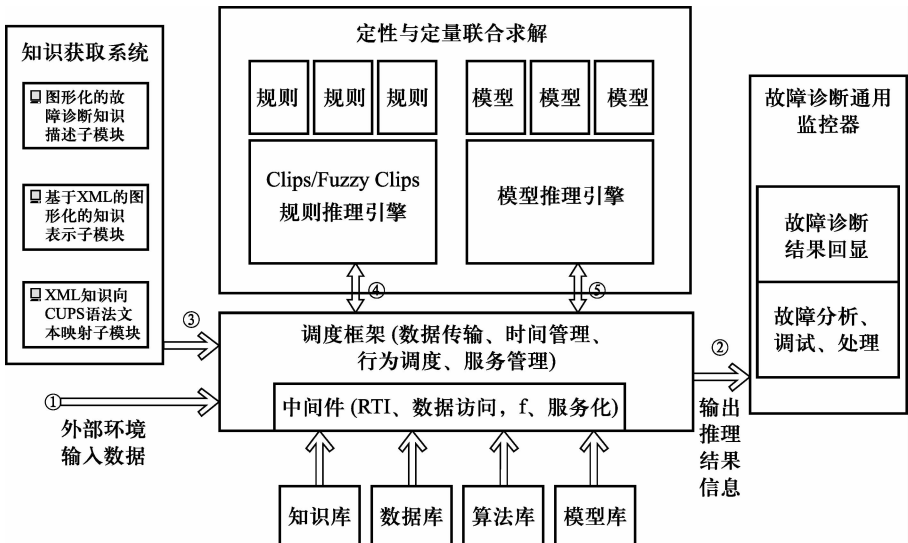 知识获取系统
图形化的故
障诊断知识
描述子模块
基于XML的图
形化的知识
表示子模块
XML知识向
CUPS语法文
本映射子模块
定性与定量联合求解
规则
规则
规则
模型
模型
模型
Clips/Fuzzy Clips
规则推理引擎
模型推理引擎
④
⑤
故障诊断通用
监控器
故障诊断
结果回显
故障分析、
调试、处理
③
①
外部环境
输入数据
调度框架 (数据传输、时间管理、
行为调度、服务管理)
中间件 (RTI、数据访问，f、服务化)
②
输出
推理
结果
信息
知识库
数据库
算法库
模型库